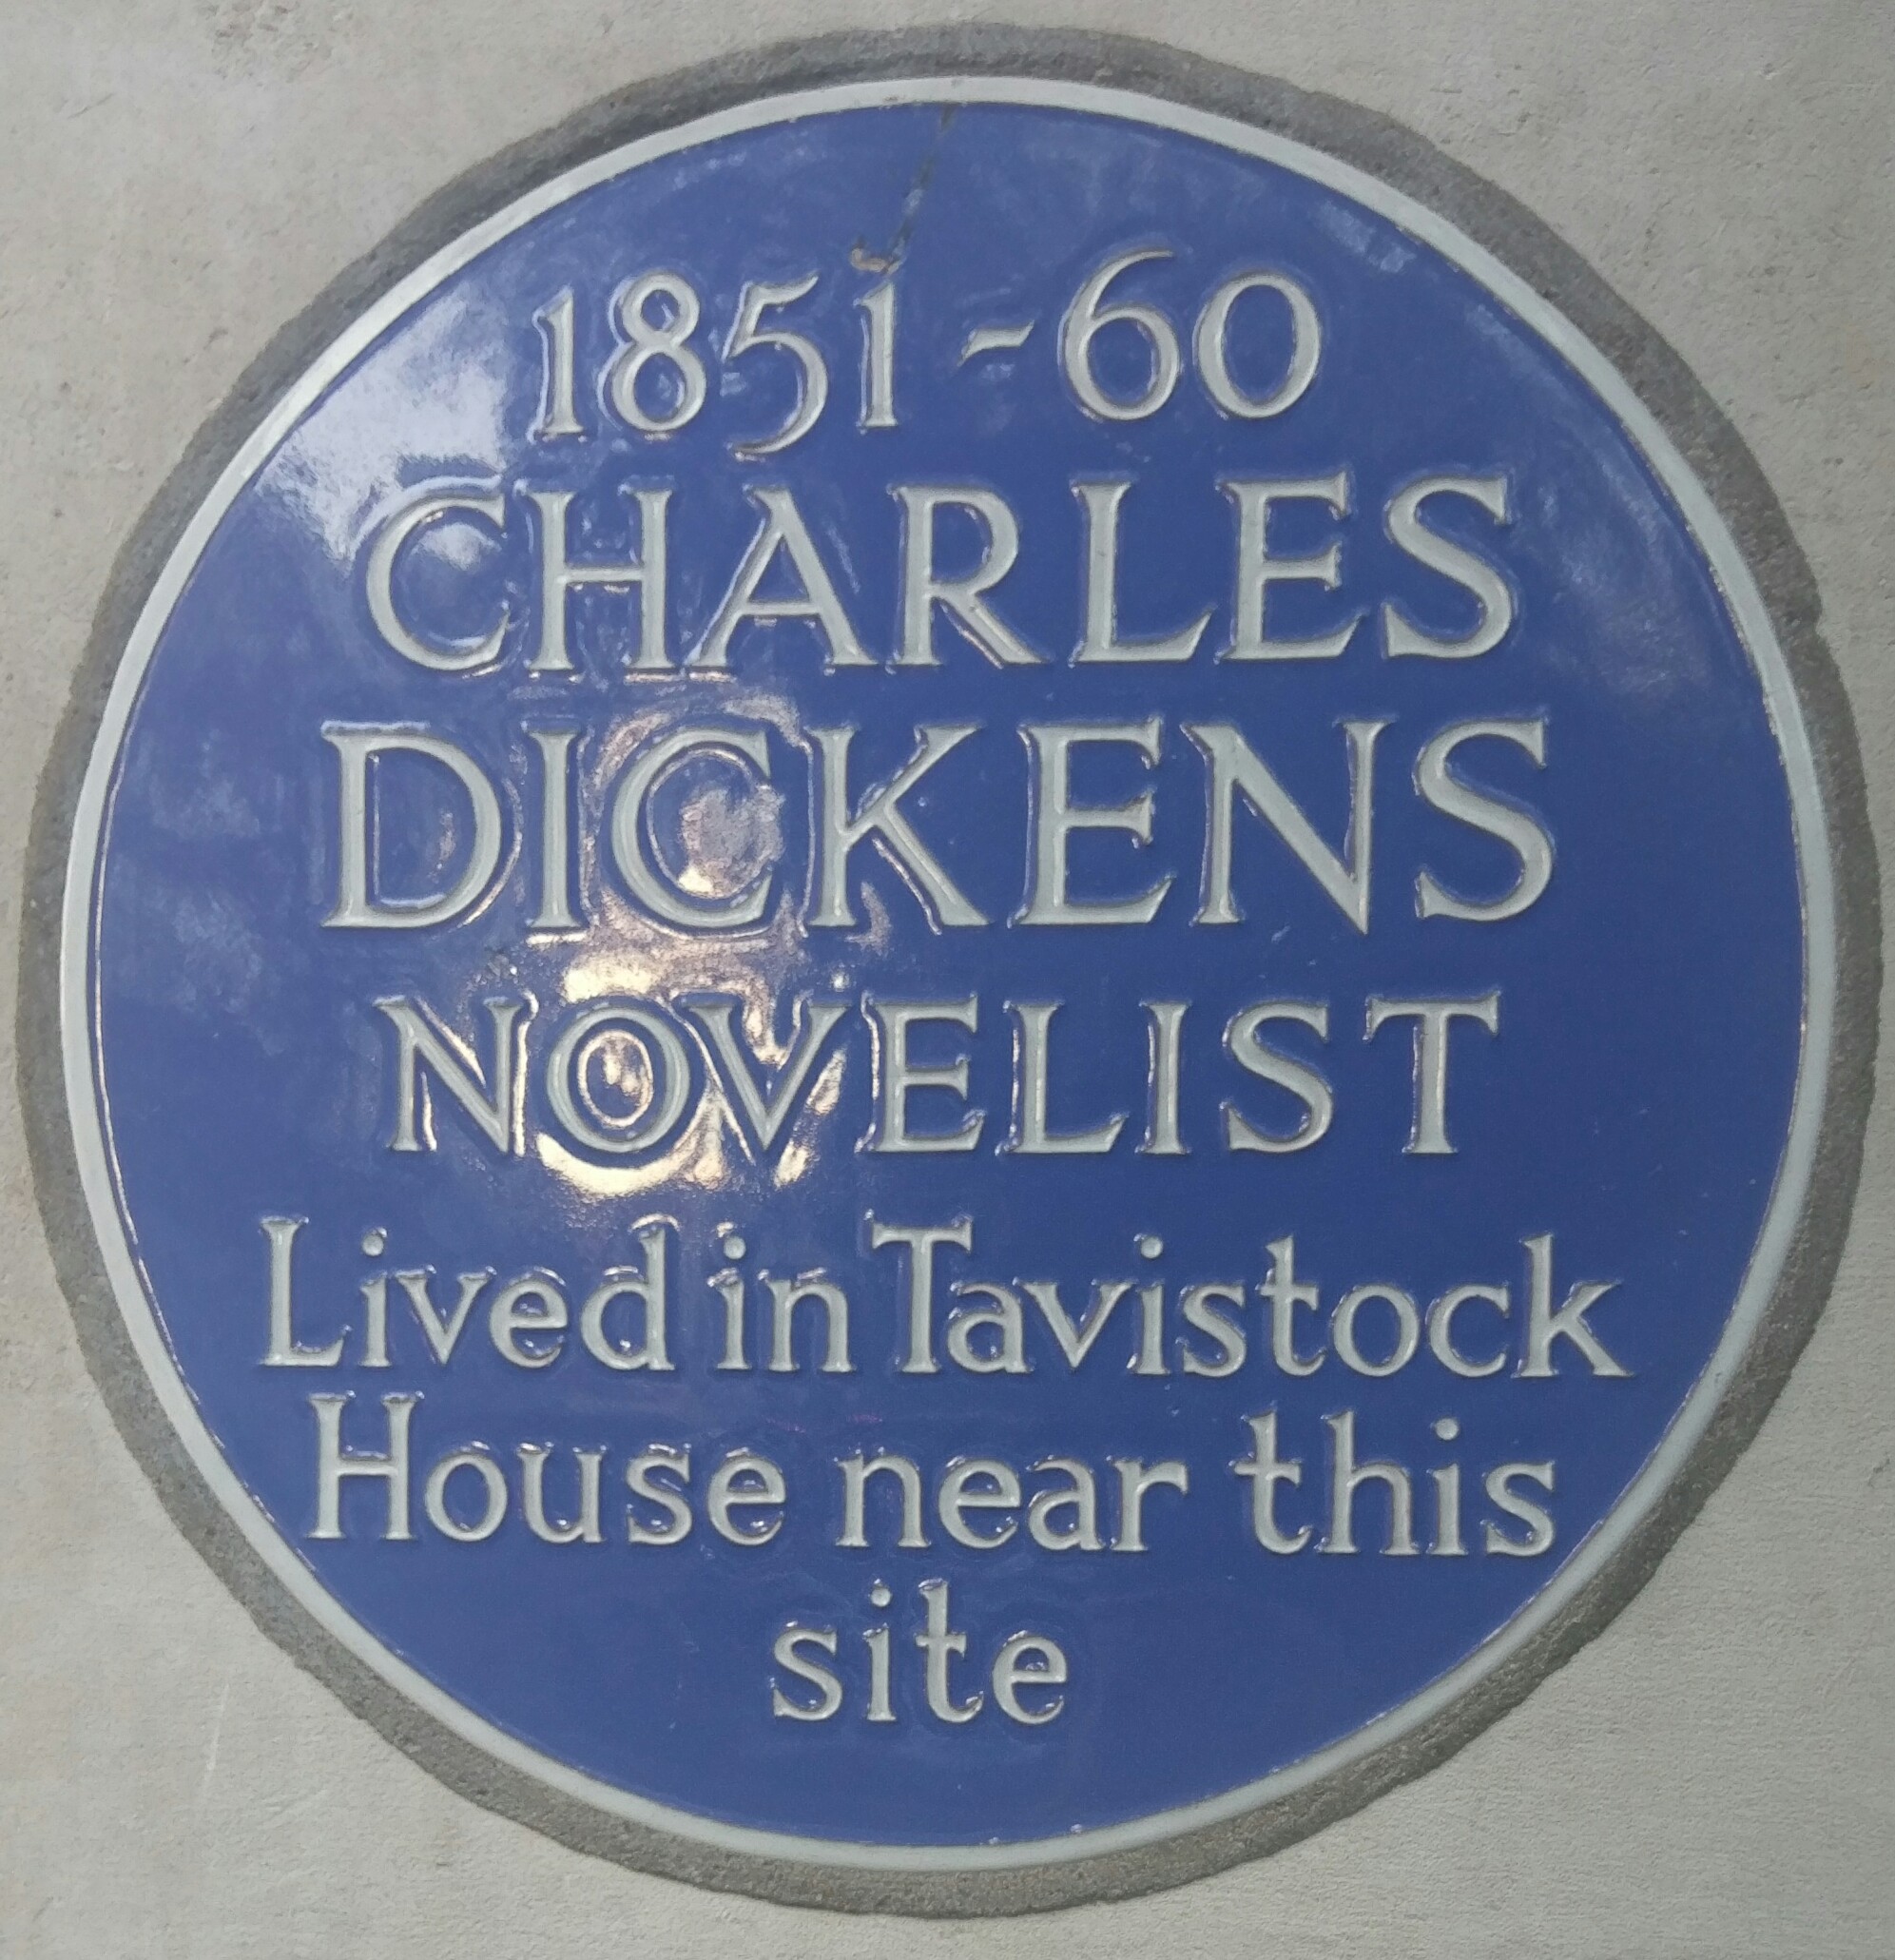 1851-60
CHARLES
DICKENS
NOVELIST
Lived in Tavistock
House near this
site